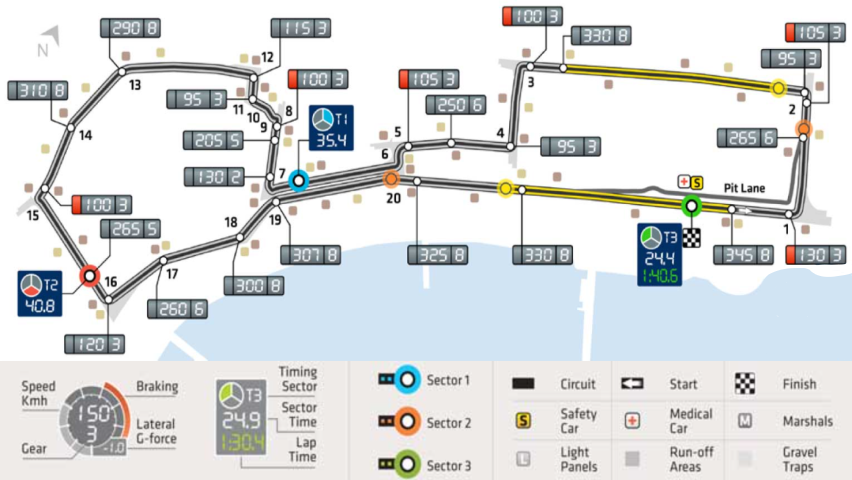 290 8
115 3
12
100 3
330 8
105 3
95 3
N
310 8
13
95 3
11
10
9
8
100 3
105 3
T1
35.4
250 6
3
2
14
205 5
5
6
4
95 3
265 6
130 2
7
20
Pit Lane
S
15
100 3
19
1
18
T3
24.4
1:40.6
265 5
307 8
325 8
330 8
345 8
130 3
T2
40.8
16
17
300 8
260 6
120 3
Speed
Kmh
Braking
150
3
-1.0
Lateral
G-force
Gear
T3
24.9
1:30.4
Timing
Sector
Sector
Time
Lap
Time
Sector 1
Sector 2
Sector 3
Circuit
Start
Finish
S
Safety
Car
Medical
Car
M
Marshals
L
Light
Panels
Run-off
Areas
Gravel
Traps